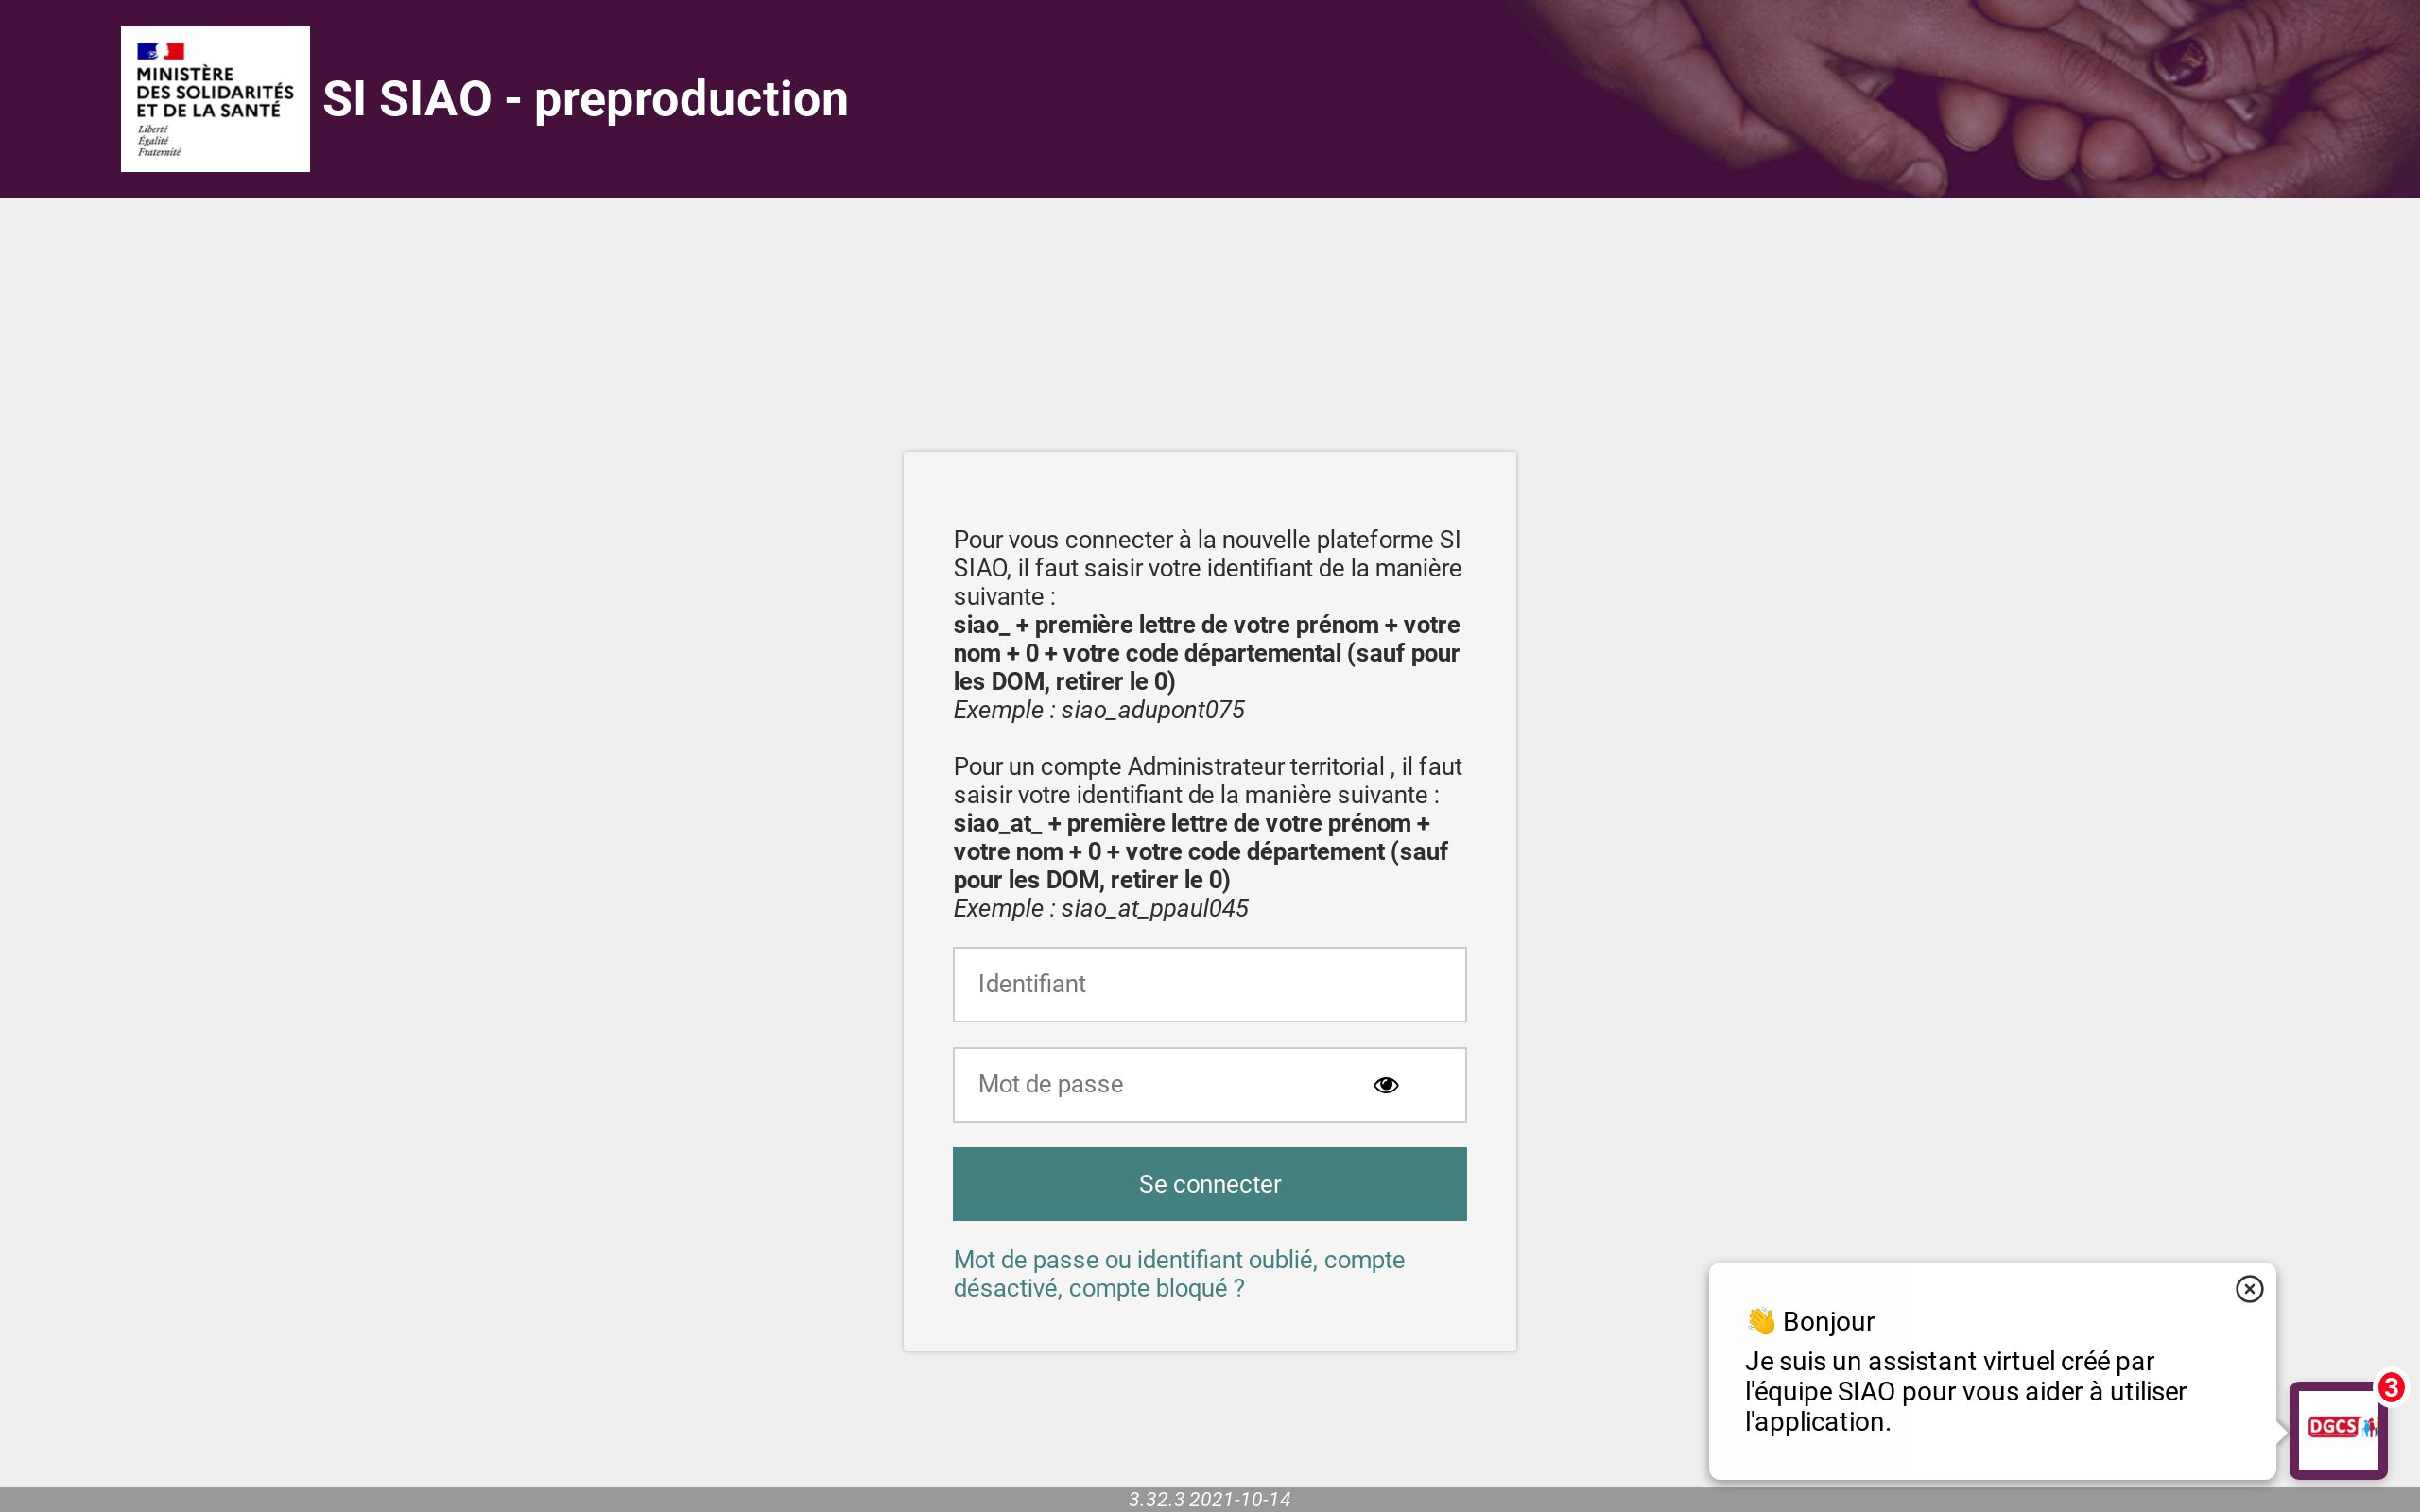 MINISTÈRE
DES SOLIDARITÉS
ET DE LA SANTÉ
Liberté
Égalité
Fraternité
SI SIAO - preproduction
Pour vous connecter à la nouvelle plateforme SI
SIAO, il faut saisir votre identifiant de la manière
suivante :
siao_ + première lettre de votre prénom + votre
nom + 0 + votre code départemental (sauf pour
les DOM, retirer le 0)
Exemple : siao_adupont075
Pour un compte Administrateur territorial , il faut
saisir votre identifiant de la manière suivante :
siao_at_ + première lettre de votre prénom +
votre nom + 0 + votre code département (sauf
pour les DOM, retirer le 0)
Exemple : siao_at_ppaul045
Identifiant
Mot de passe
Se connecter
Mot de passe ou identifiant oublié, compte
désactivé, compte bloqué ?
👋 Bonjour
Je suis un assistant virtuel créé par
l'équipe SIAO pour vous aider à utiliser
l'application.
3
DGCS
3.32.3 2021-10-14